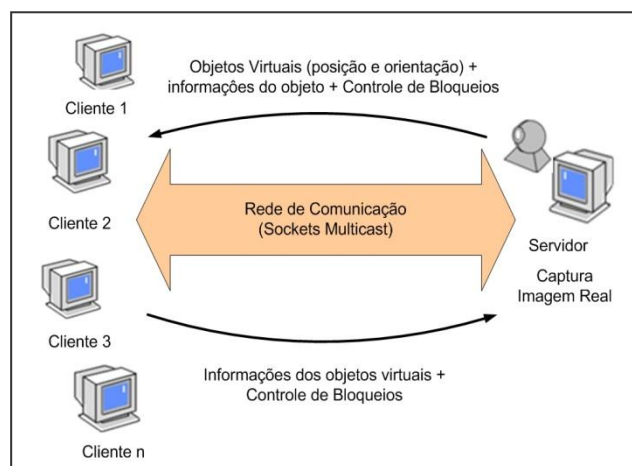 Objetos Virtuais (posição e orientação) +
informações do objeto + Controle de Bloqueios
Cliente 1
Cliente 2
Rede de Comunicação
(Sockets Multicast)
Servidor
Captura
Imagem Real
Cliente 3
Informações dos objetos virtuais +
Controle de Bloqueios
Cliente n